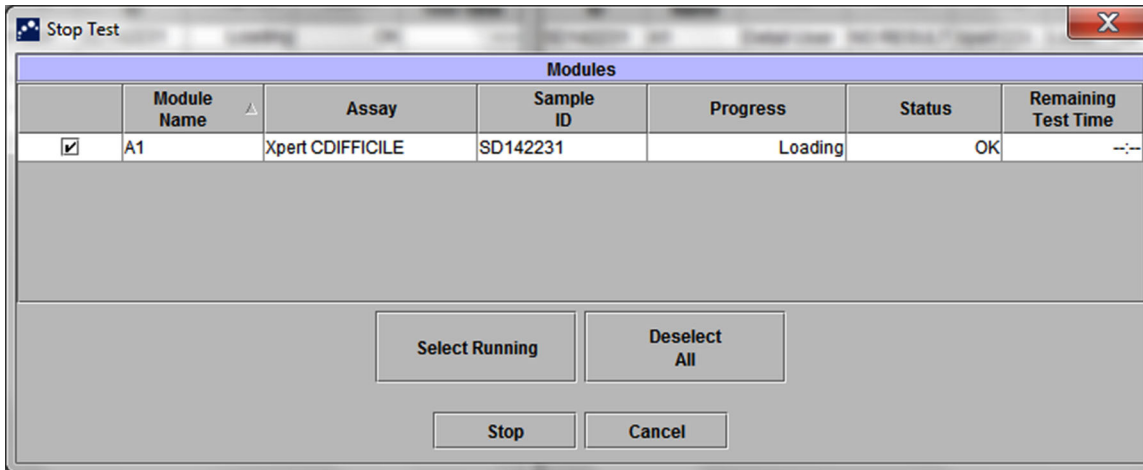 Stop Test
Modules
Module Name Assay Sample ID Progress Status Remaining Test Time
A1 Xpert CDIFFICILE SD142231 Loading OK --:--
Select Running Deselect All
Stop Cancel